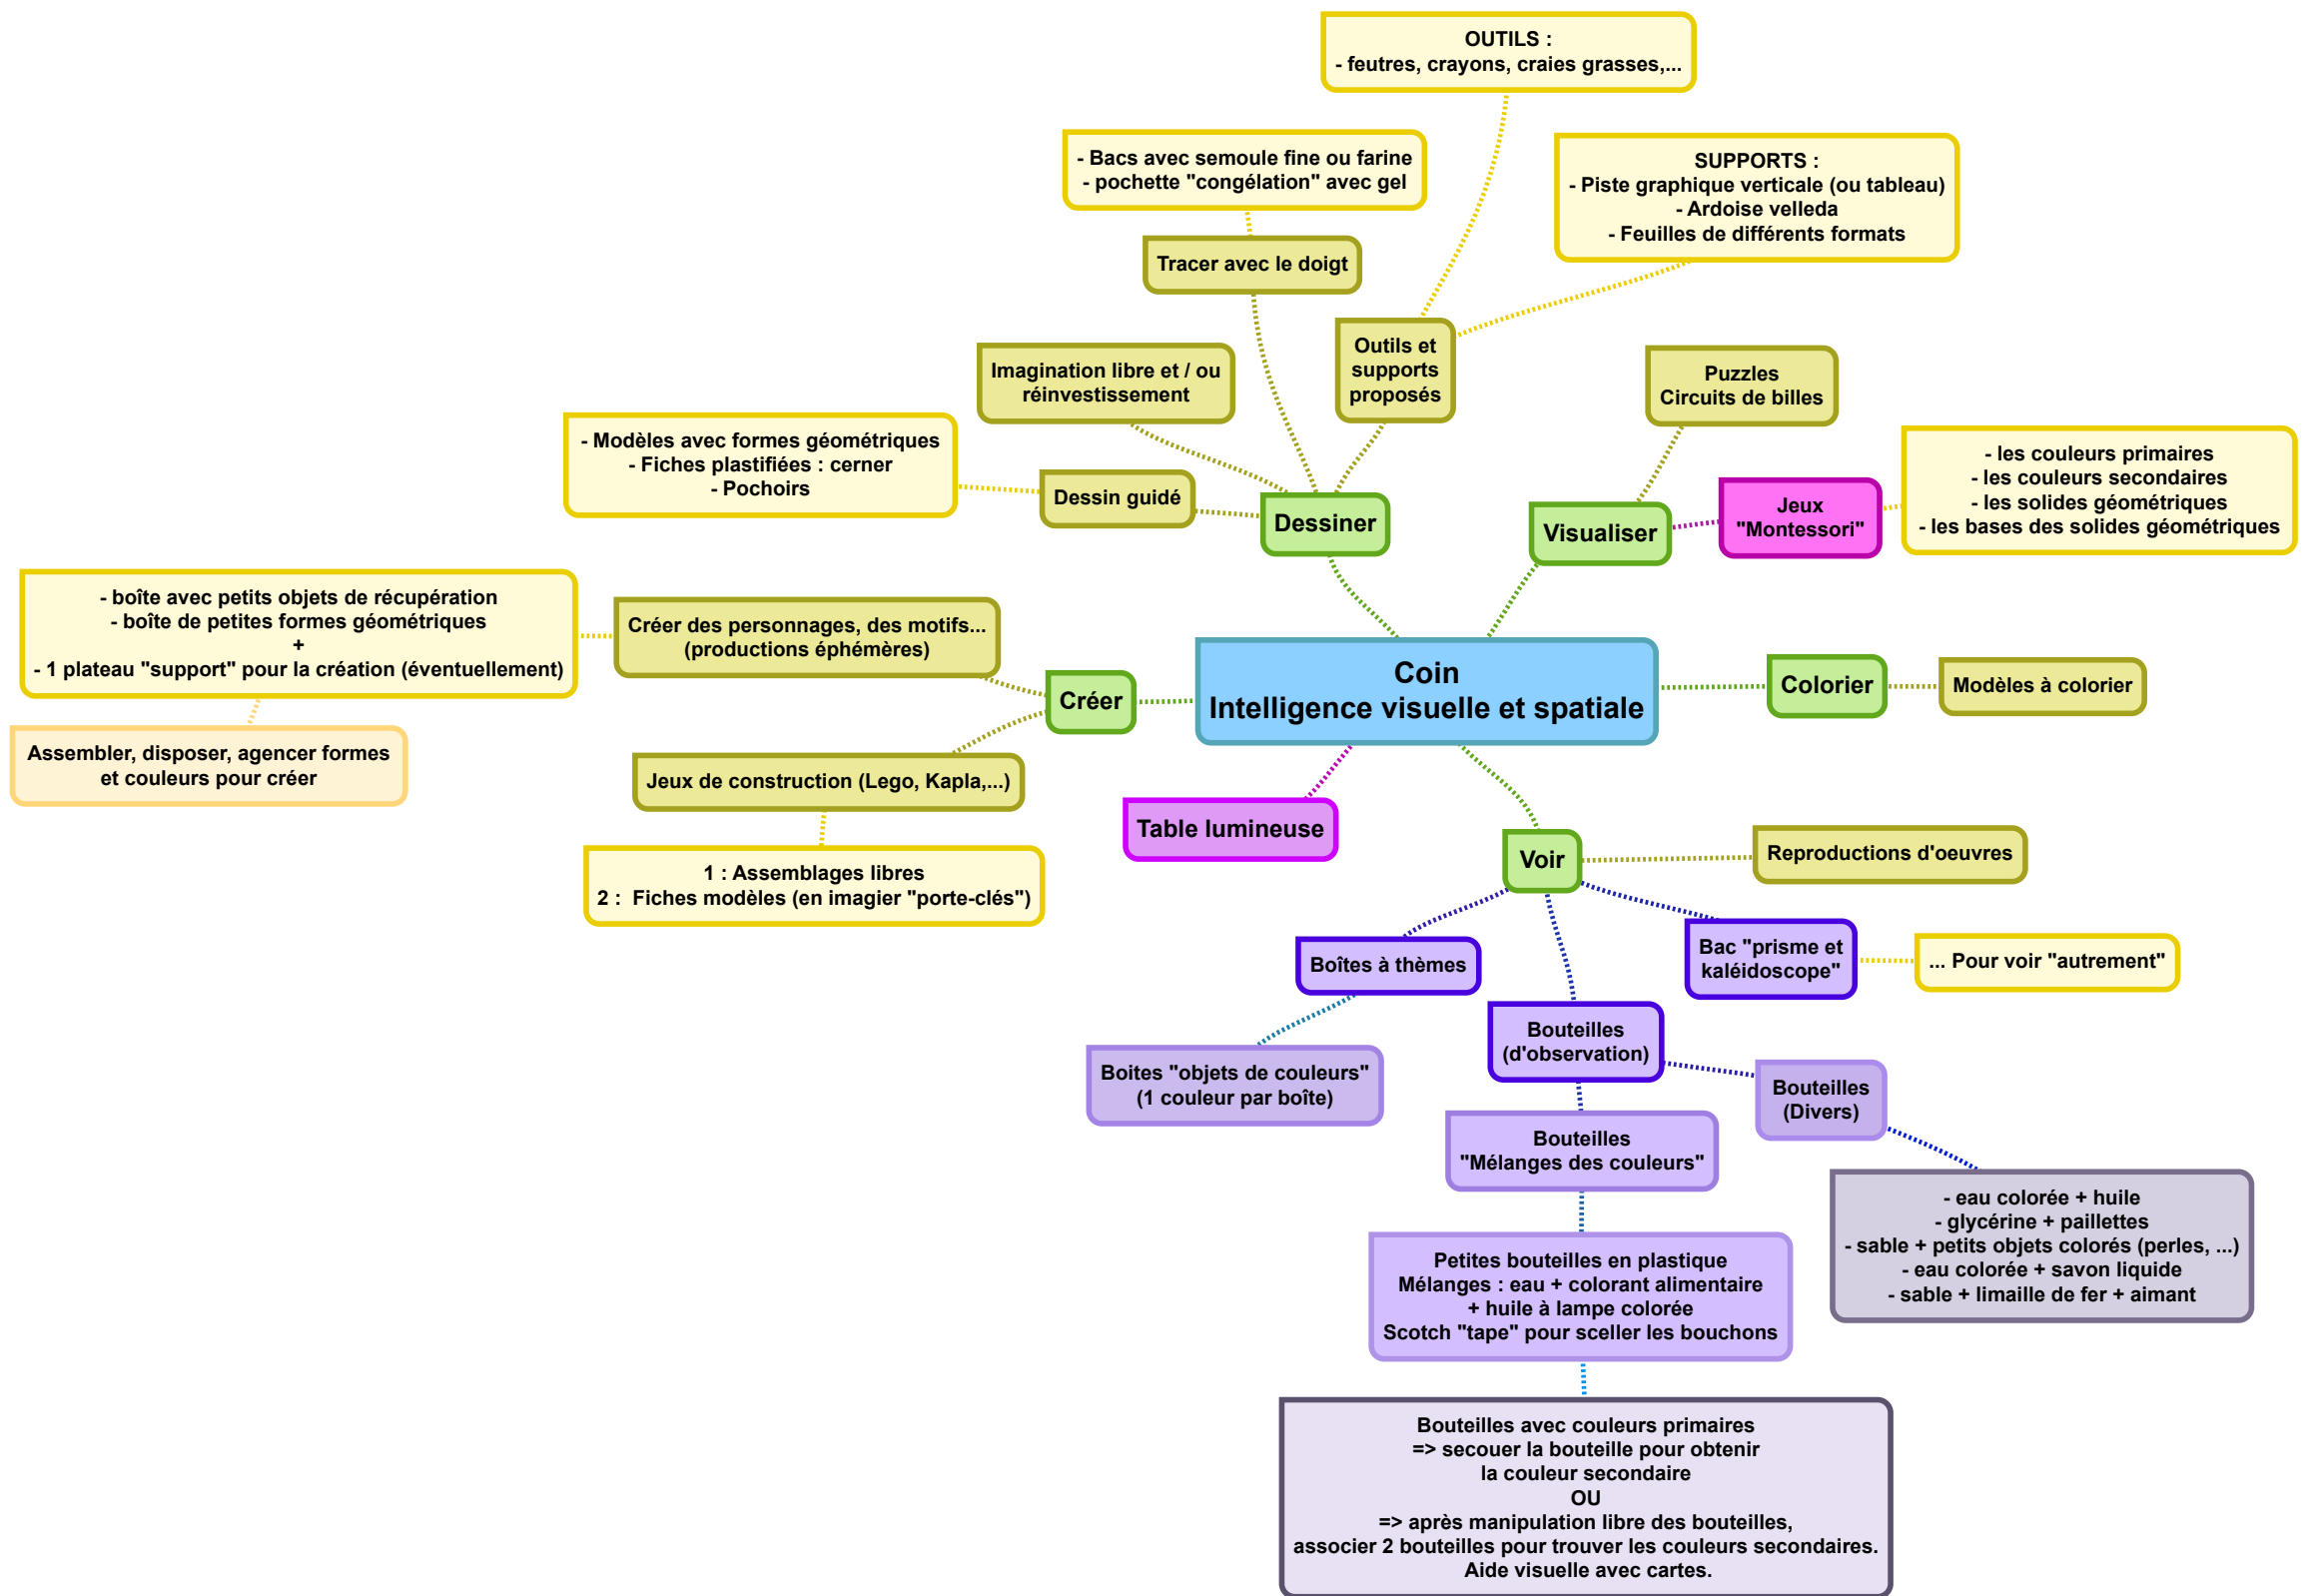 OUTILS :
- feutres, crayons, craies grasses,...
- Bacs avec semoule fine ou farine
- pochette "congélation" avec gel
SUPPORTS :
- Piste graphique verticale (ou tableau)
- Ardoise velleda
- Feuilles de différents formats
Tracer avec le doigt
Outils et
supports
proposés
Imagination libre et / ou
réinvestissement
Puzzles
Circuits de billes
- Modèles avec formes géométriques
- Fiches plastifiées : cerner
- Pochoirs
Dessin guidé
Dessiner
Visualiser
Jeux
"Montessori"
- les couleurs primaires
- les couleurs secondaires
- les solides géométriques
- les bases des solides géométriques
- boîte avec petits objets de récupération
- boîte de petites formes géométriques
+
- 1 plateau "support" pour la création (éventuellement)
Créer des personnages, des motifs...
(productions éphémères)
Créer
Coin
Intelligence visuelle et spatiale
Colorier
Modèles à colorier
Assembler, disposer, agencer formes
et couleurs pour créer
Jeux de construction (Lego, Kapla,...)
Table lumineuse
1 : Assemblages libres
2 :  Fiches modèles (en imagier "porte-clés")
Voir
Reproductions d'oeuvres
Boîtes à thèmes
Bac "prisme et
kaléidoscope"
... Pour voir "autrement"
Bouteilles
(d'observation)
Boites "objets de couleurs"
(1 couleur par boîte)
Bouteilles
(Divers)
Bouteilles
"Mélanges des couleurs"
- eau colorée + huile
- glycérine + paillettes
- sable + petits objets colorés (perles, ...)
- eau colorée + savon liquide
- sable + limaille de fer + aimant
Petites bouteilles en plastique
Mélanges : eau + colorant alimentaire
+ huile à lampe colorée
Scotch "tape" pour sceller les bouchons
Bouteilles avec couleurs primaires
=> secouer la bouteille pour obtenir
la couleur secondaire
OU
=> après manipulation libre des bouteilles,
associer 2 bouteilles pour trouver les couleurs secondaires.
Aide visuelle avec cartes.